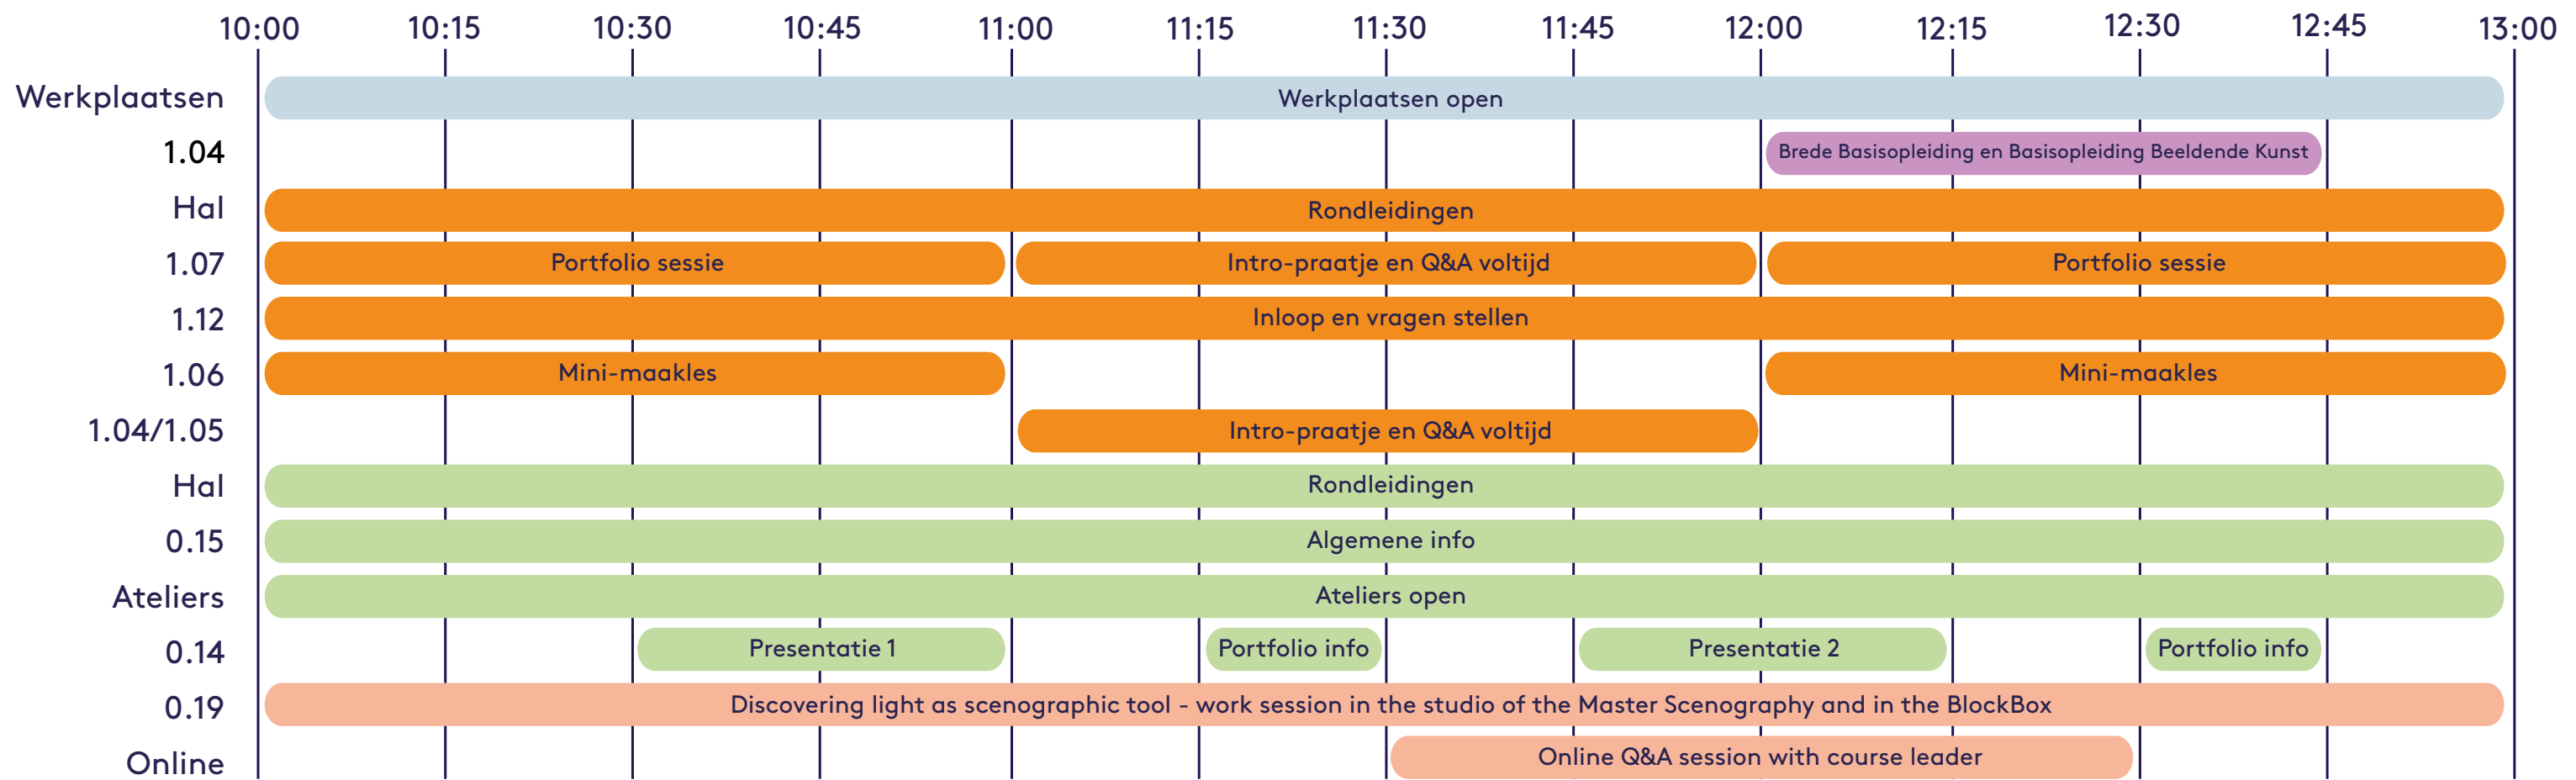 10:00 10:15 10:30 10:45 11:00 11:15 11:30 11:45 12:00 12:15 12:30 12:45 13:00
Werkplaatsen Werkplaatsen open
1.04 Brede Basisopleiding en Basisopleiding Beeldende Kunst
Hal Rondleidingen
1.07 Portfolio sessie Intro-praatje en Q&A voltijd Portfolio sessie
1.12 Inloop en vragen stellen
1.06 Mini-maakles Mini-maakles
1.04/1.05 Intro-praatje en Q&A voltijd
Hal Rondleidingen
0.15 Algemene info
Ateliers Ateliers open
0.14 Presentatie 1 Portfolio info Presentatie 2 Portfolio info
0.19 Discovering light as scenographic tool - work session in the studio of the Master Scenography and in the BlockBox
Online Online Q&A session with course leader